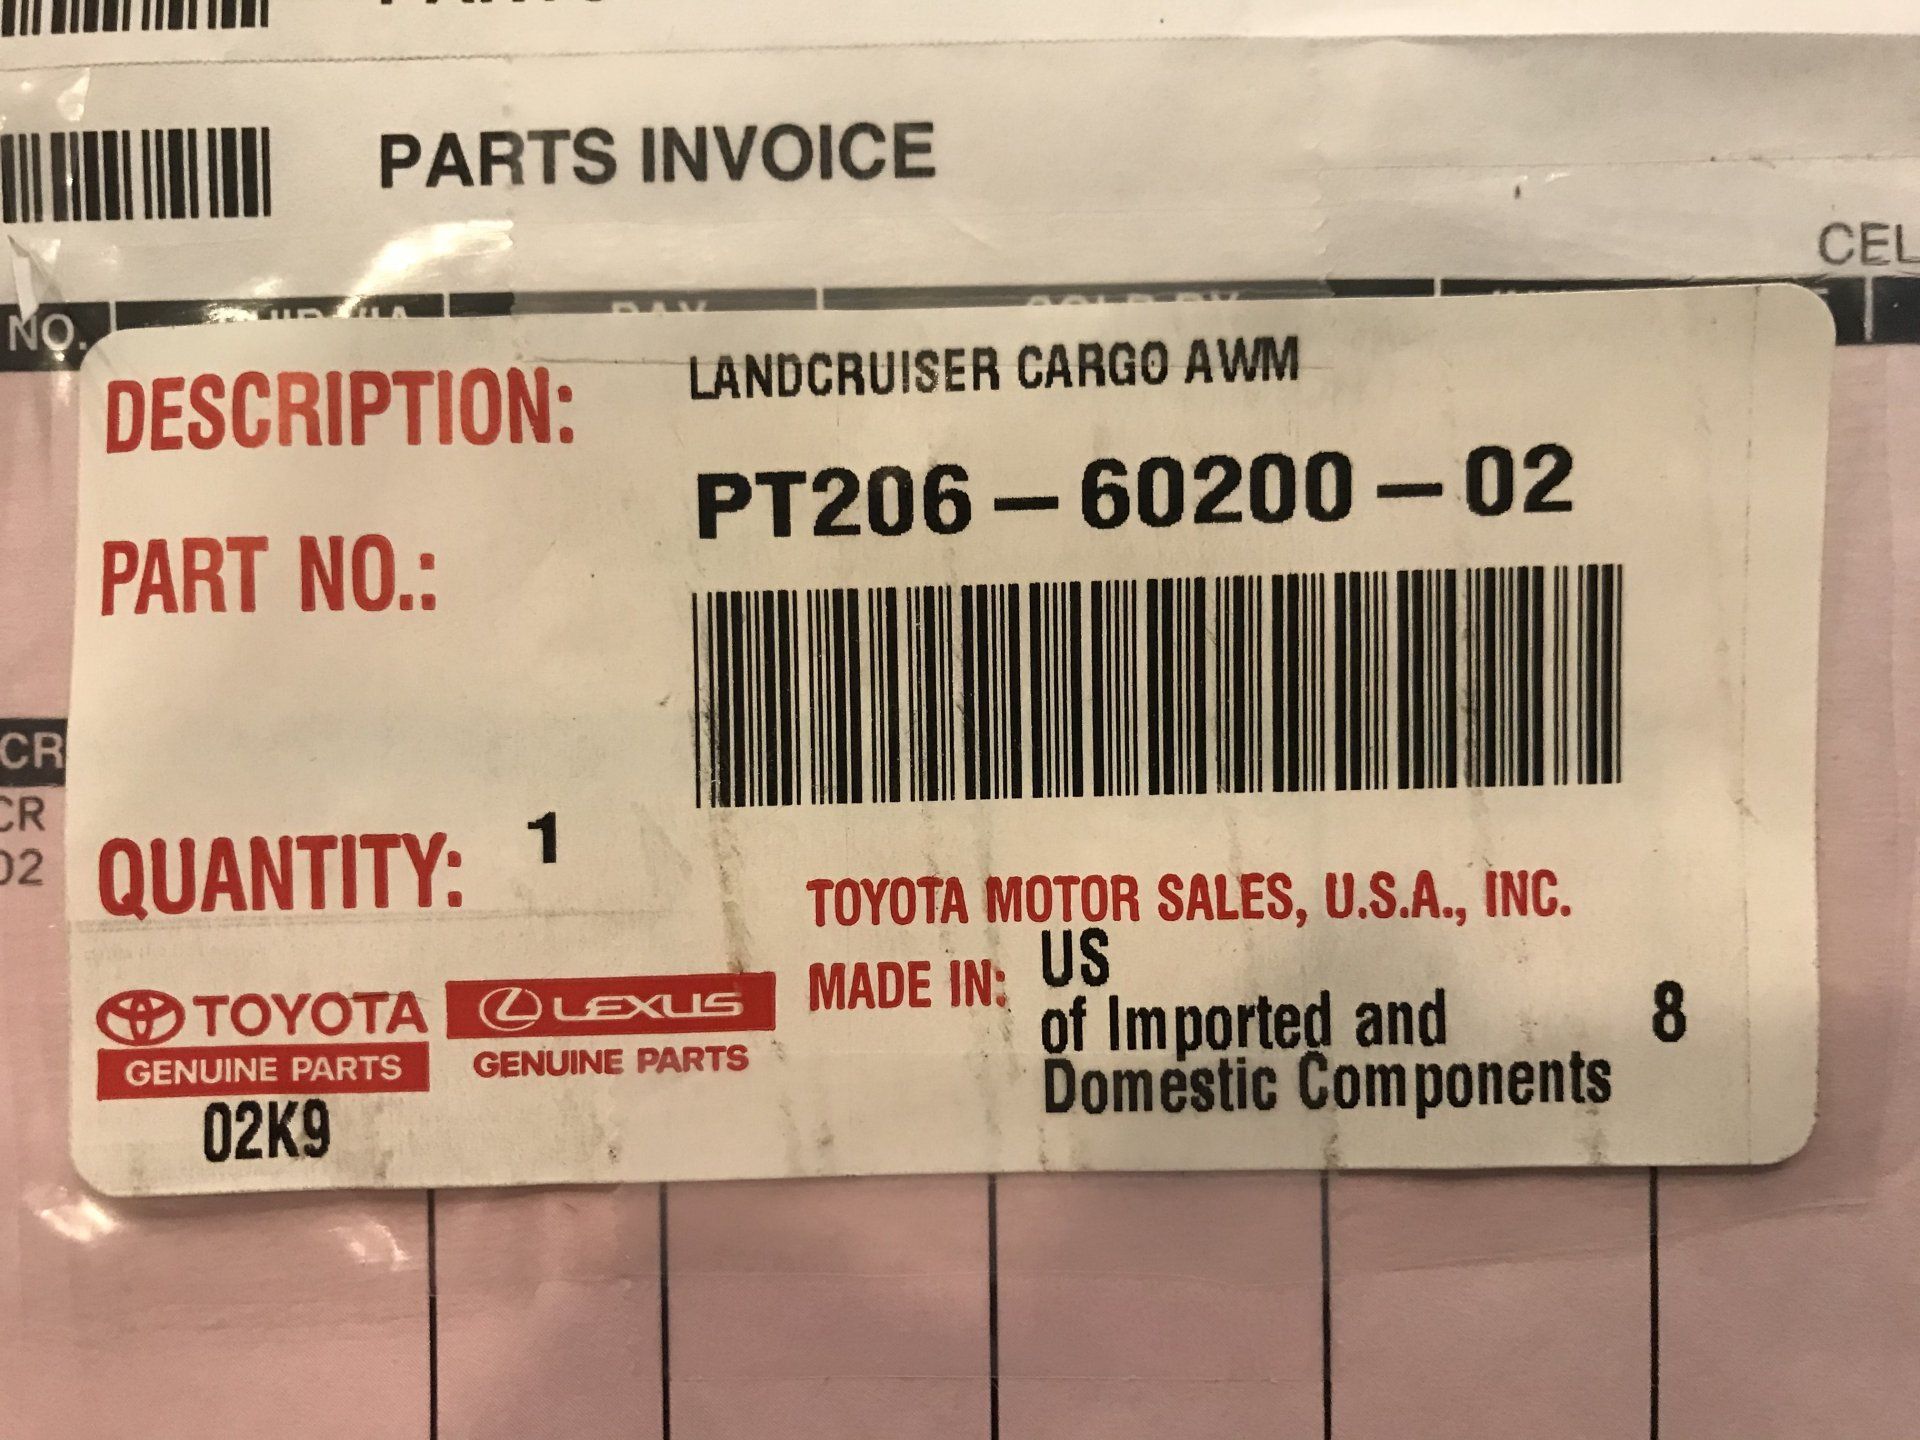 PARTS INVOICE
CEL
NO.
DESCRIPTION: LANDCRUISER CARGO AWM
PART NO.: PT206-60200-02
CR
CR
02
QUANTITY: 1
TOYOTA MOTOR SALES, U.S.A., INC.
MADE IN: US
of Imported and
Domestic Components
8
TOYOTA
GENUINE PARTS
LEXUS
GENUINE PARTS
02K9